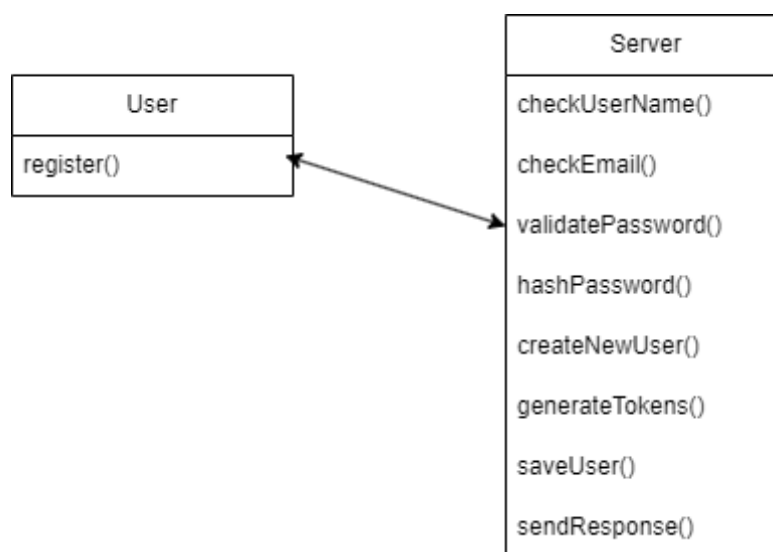 User
register()
Server
checkUserName()
checkEmail()
validatePassword()
hashPassword()
createNewUser()
generateTokens()
saveUser()
sendResponse()